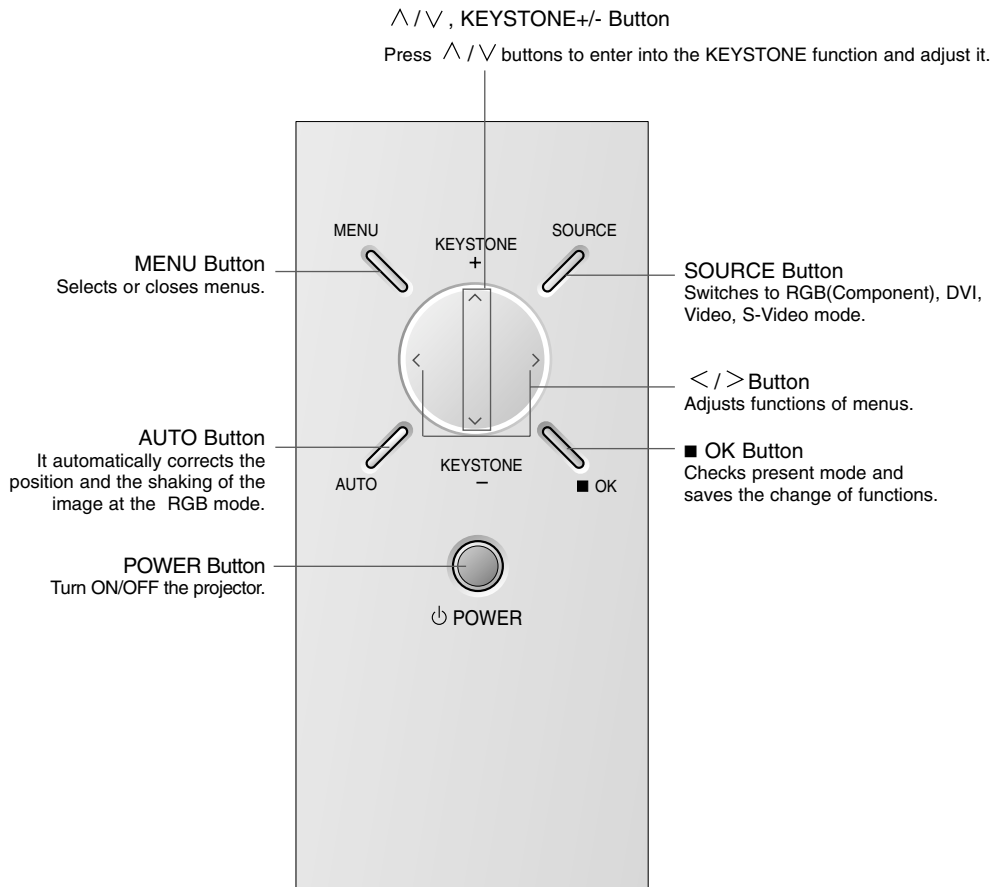 ∧ / ∨ , KEYSTONE+/- Button
Press ∧ / ∨ buttons to enter into the KEYSTONE function and adjust it.
MENU
KEYSTONE
+
SOURCE
MENU Button
Selects or closes menus.
SOURCE Button
Switches to RGB(Component), DVI,
Video, S-Video mode.
< / > Button
Adjusts functions of menus.
AUTO Button
It automatically corrects the
position and the shaking of the
image at the RGB mode.
AUTO
KEYSTONE
–
■ OK
■ OK Button
Checks present mode and
saves the change of functions.
POWER Button
Turn ON/OFF the projector.
⏻ POWER